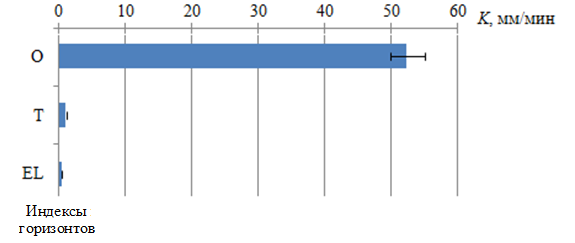 0 10 20 30 40 50 60 K, мм/мин
О
Т
EL
Индексы
горизонтов